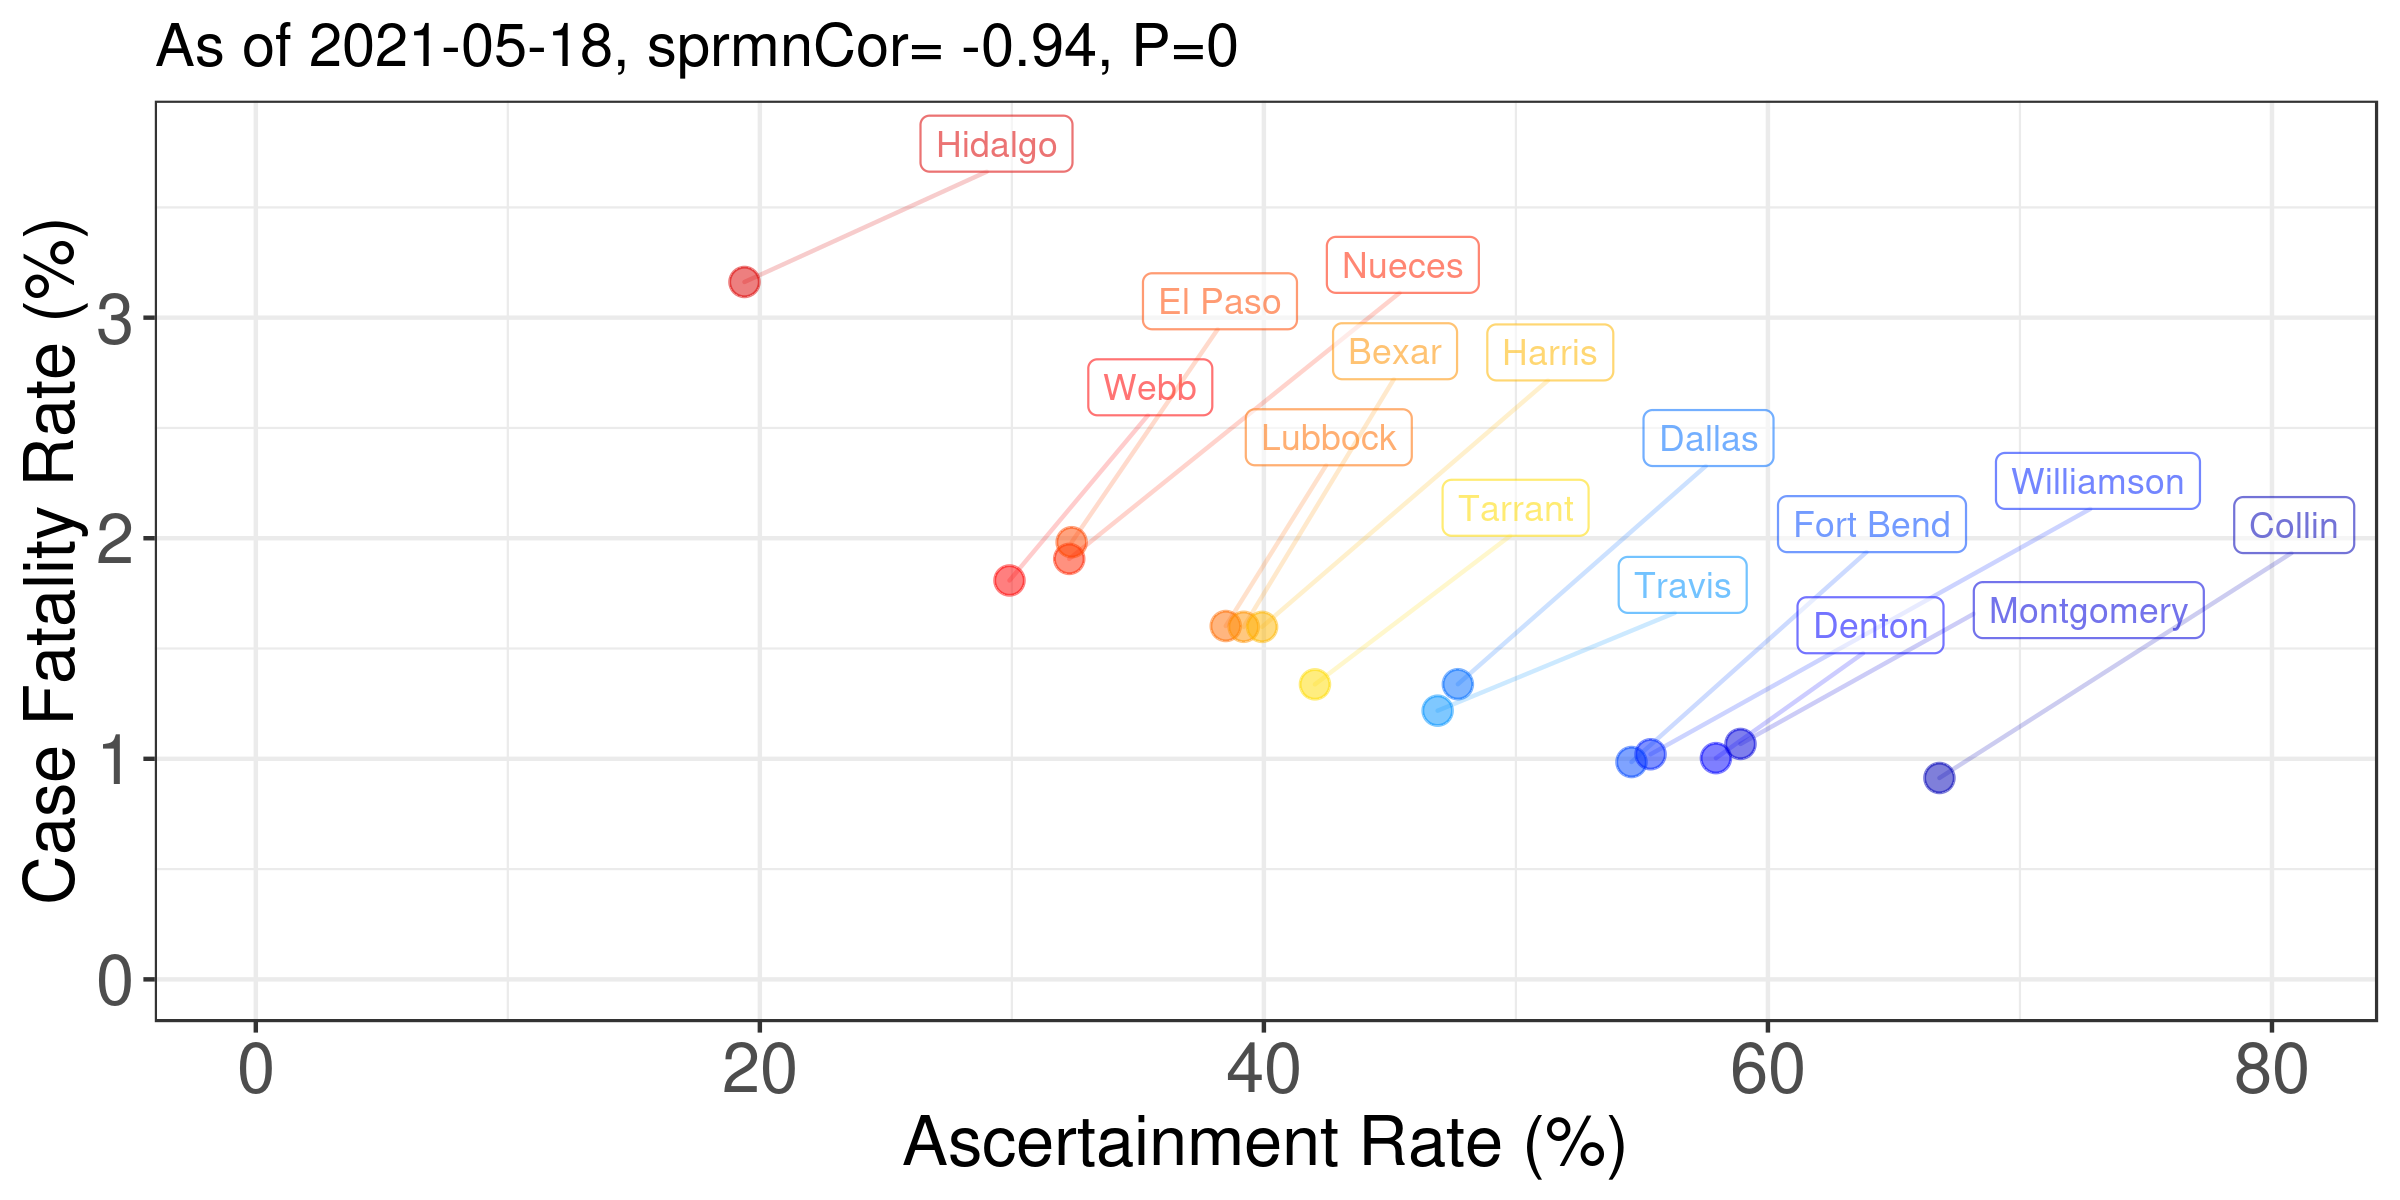 As of 2021-05-18, sprmnCor= -0.94, P=0
Case Fatality Rate (%)
3
2
1
0
Hidalgo
Nueces
El Paso
Bexar
Harris
Webb
Lubbock
Dallas
Williamson
Tarrant
Fort Bend
Collin
Travis
Montgomery
Denton
0
20
40
60
80
Ascertainment Rate (%)